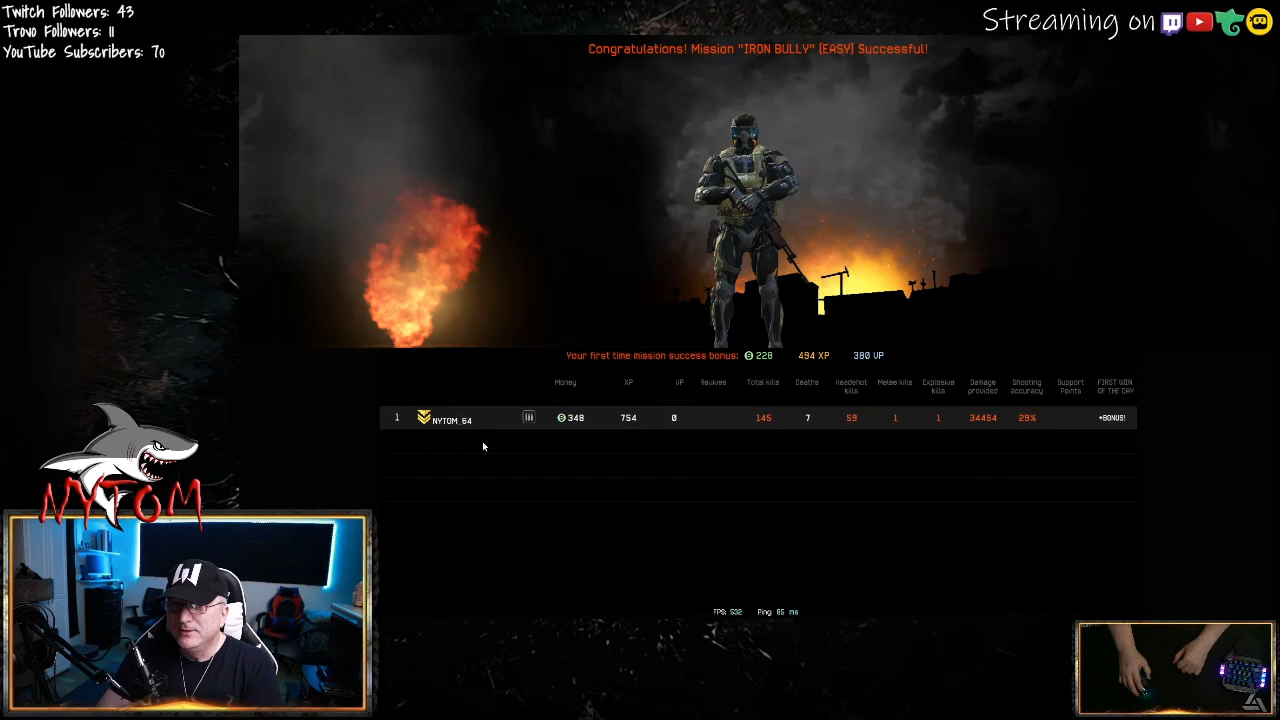 Twitch Followers: 43
Trovo Followers: 11
YouTube Subscribers: 70
Streaming on
Congratulations! Mission "IRON BULLY" [EASY] Successful!
Your first time mission success bonus: 228 494 XP 380 VP
Money XP VP Revives Total kills Deaths Headshot kills Melee kills Explosive kills Damage provided Shooting accuracy Support Points FIRST WIN OF THE DAY
1 NYTOM_64 348 754 0 145 7 59 1 1 34454 29% +BONUS!
NYTOM
FPS: 532 Ping: 85 ms